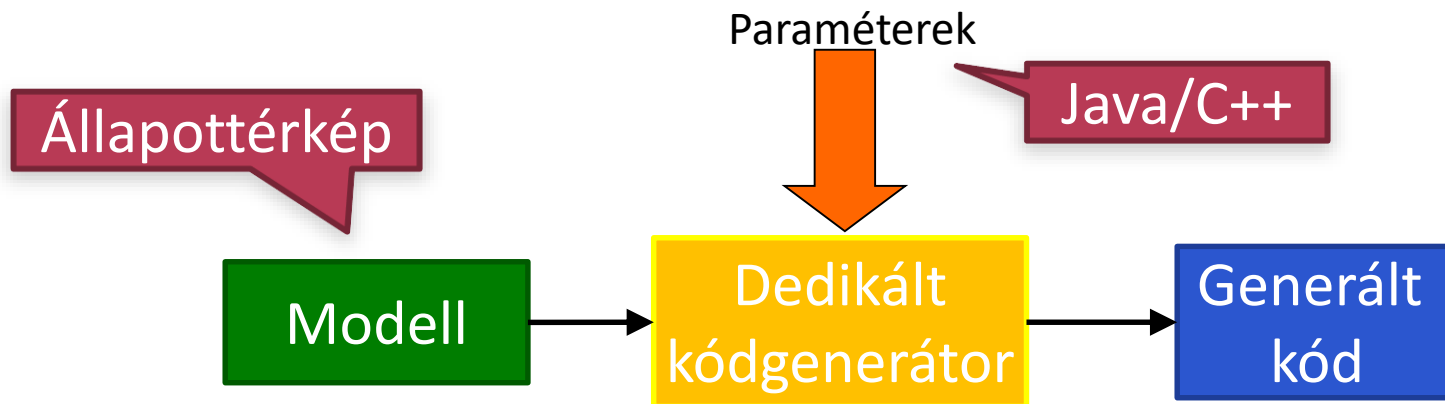 Paraméterek
Java/C++
Állapottérkép
Modell
Dedikált
kódgenerátor
Generált
kód